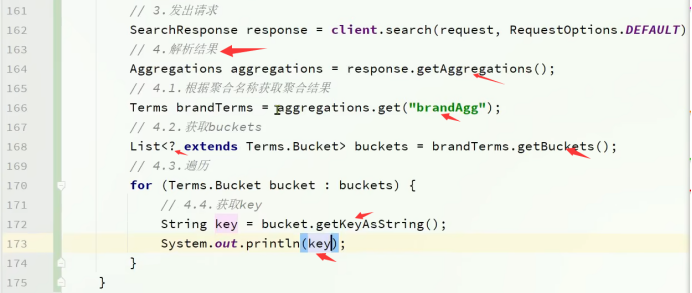 161 // 3.发出请求
162 SearchResponse response = client.search(request, RequestOptions.DEFAULT)
163 // 4.解析结果
164 Aggregations aggregations = response.getAggregations();
165 // 4.1.根据聚合名称获取聚合结果
166 Terms brandTerms = aggregations.get("brandAgg");
167 // 4.2.获取buckets
168 List<? extends Terms.Bucket> buckets = brandTerms.getBuckets();
169 // 4.3.遍历
170 for (Terms.Bucket bucket : buckets) {
171 // 4.4.获取key
172 String key = bucket.getKeyAsString();
173 System.out.println(key);
174 }
175 }